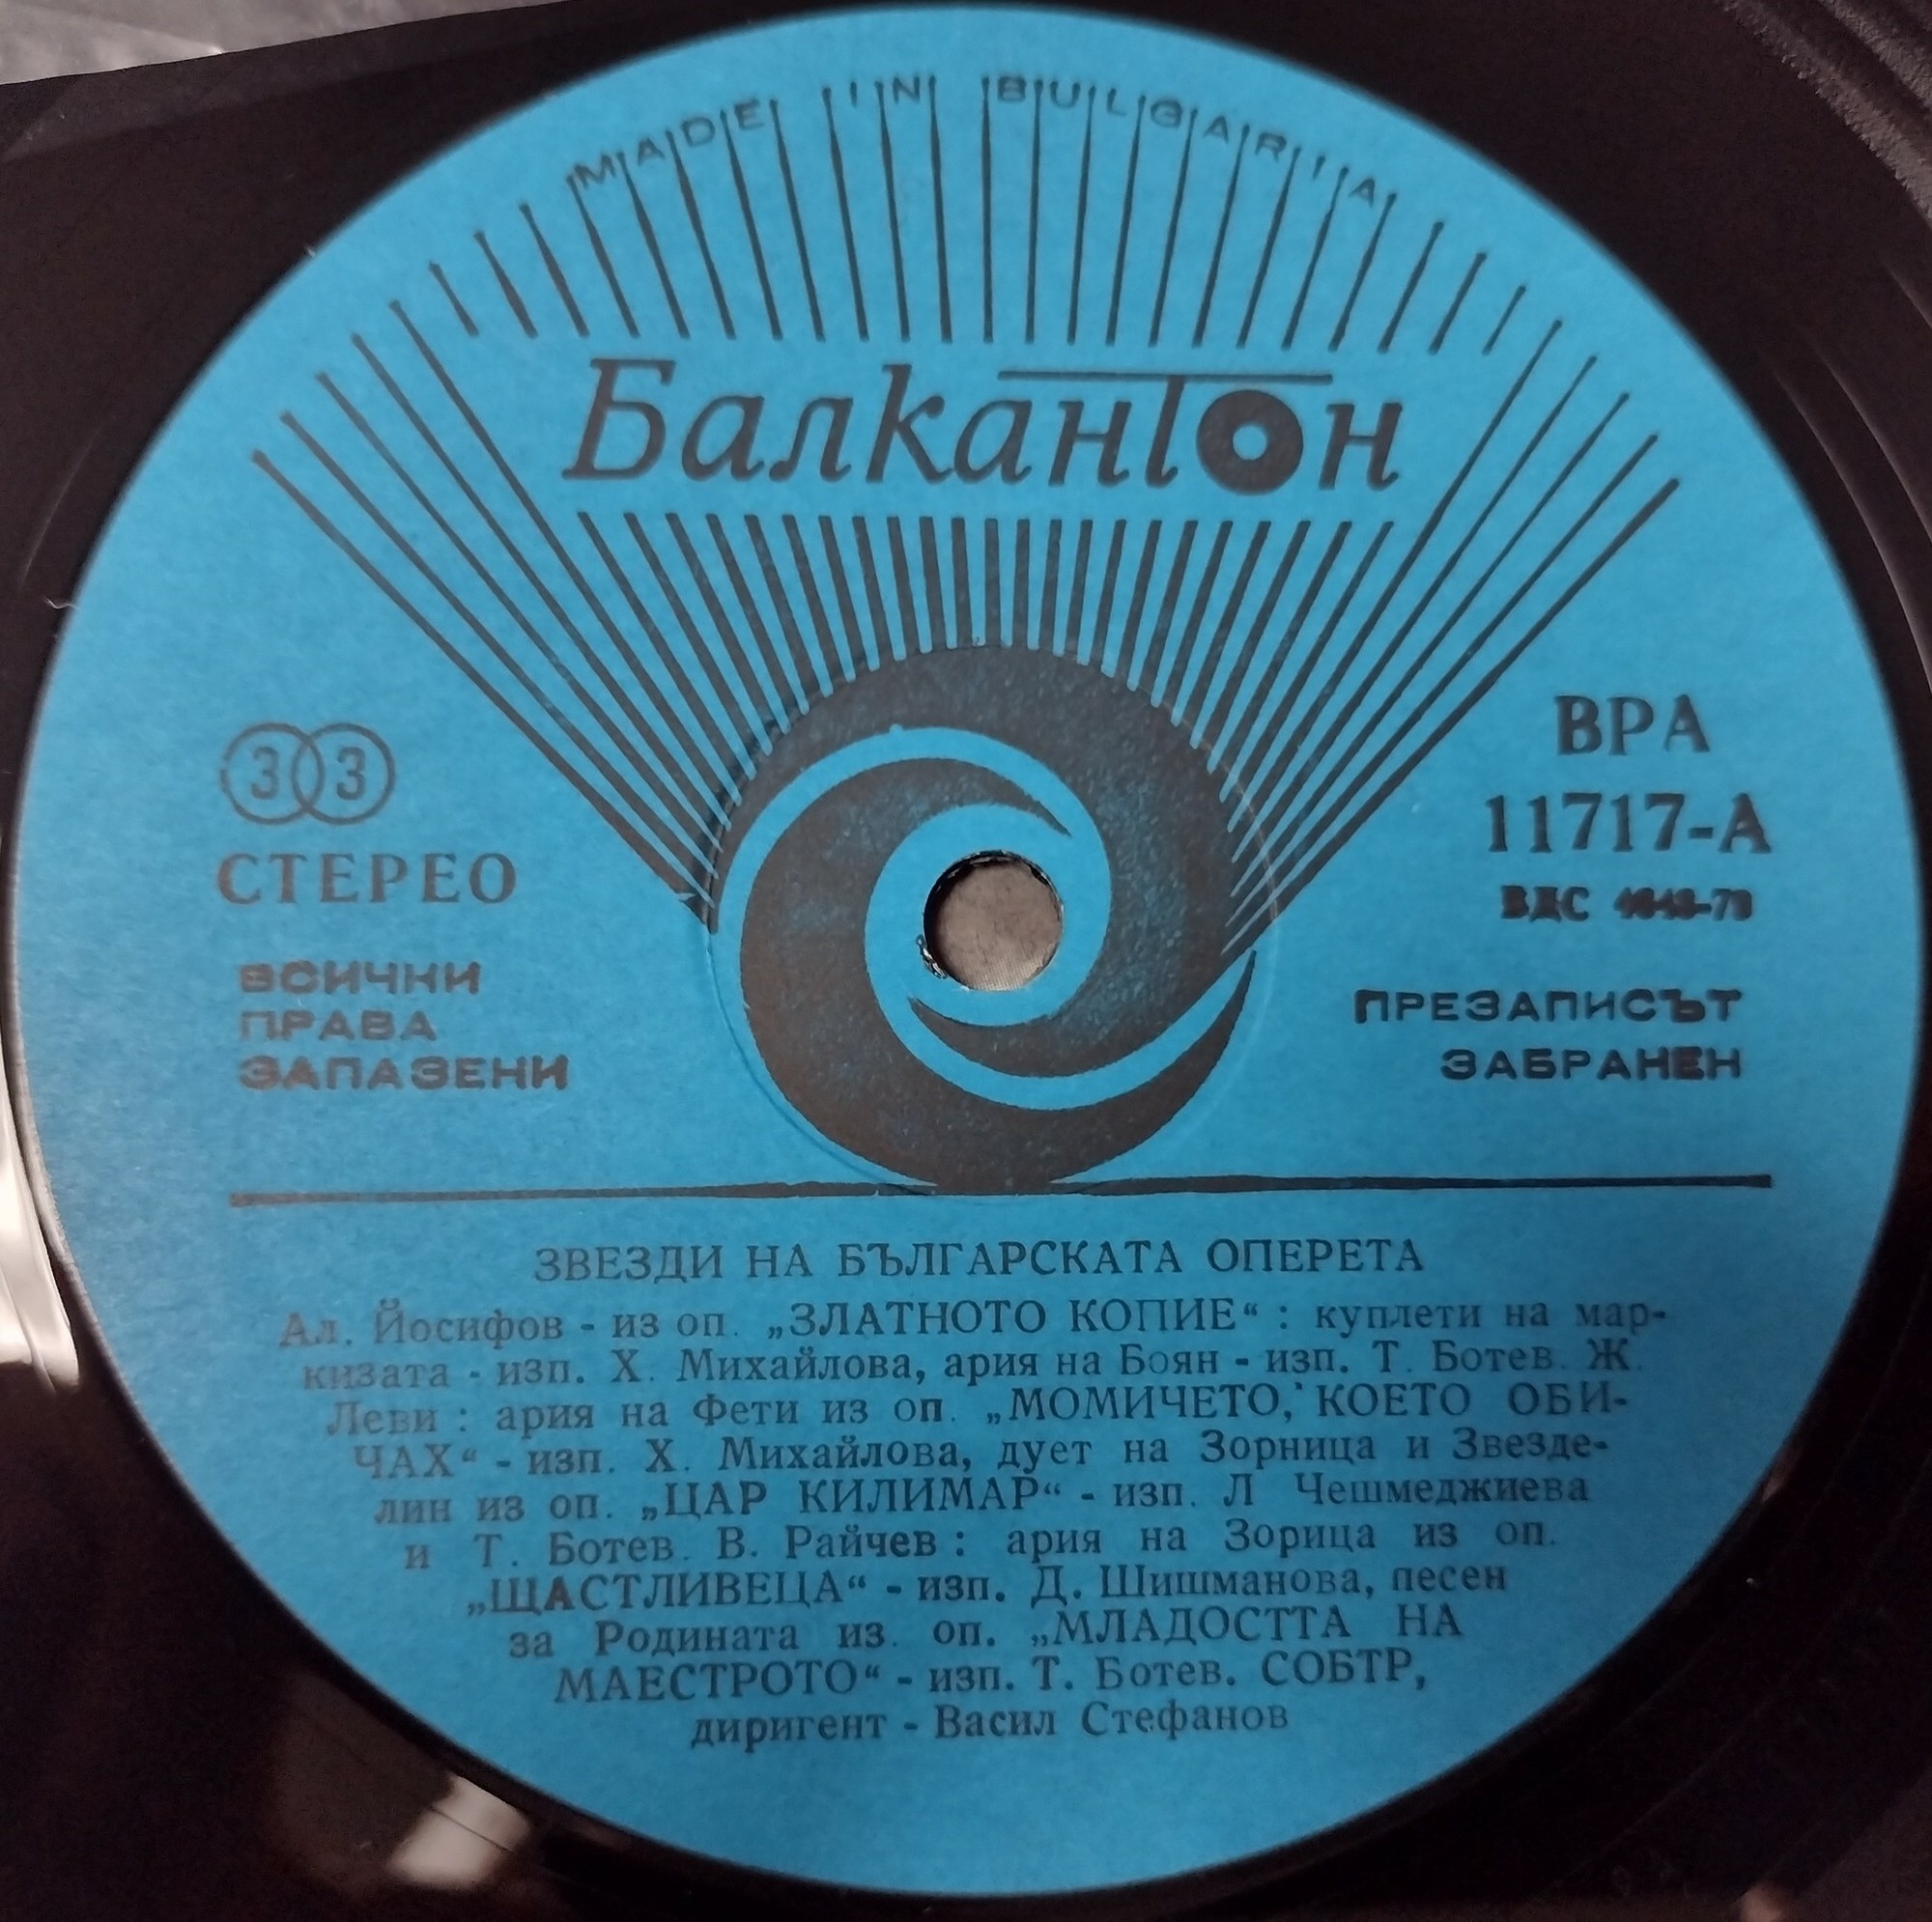 MADE IN BULGARIA
Балкантон
33
СТЕРЕО
ВСИЧНИ
ПРАВА
ЗАПАЗЕНИ
ВРА
11717-А
ПРЕЗАПИСЪТ
ЗАБРАНЕН
ЗВЕЗДИ НА БЪЛГАРСКАТА ОПЕРЕТА
Ал. Йосифов - из оп. „ЗЛАТНОТО КОПИЕ“ : куплети на мар-
кизата - изп. Х. Михайлова, ария на Боян - изп. Т. Ботев. Ж.
Леви : ария на Фети из оп. „МОМИЧЕТО, КОЕТО ОБИ-
ЧАХ“ - изп. Х. Михайлова, дует на Зорница и Звезде-
лин из оп. „ЦАР КИЛИМАР“ - изп. Л Чешмеджиева
и Т. Ботев. В. Райчев : ария на Зорица из оп.
„ЩАСТЛИВЕЦА“ - изп. Д. Шишманова, песен
за Родината из. оп. „МЛАДОСТТА НА
МАЕСТРОТО“ - изп. Т. Ботев. СОБТР,
диригент - Васил Стефанов